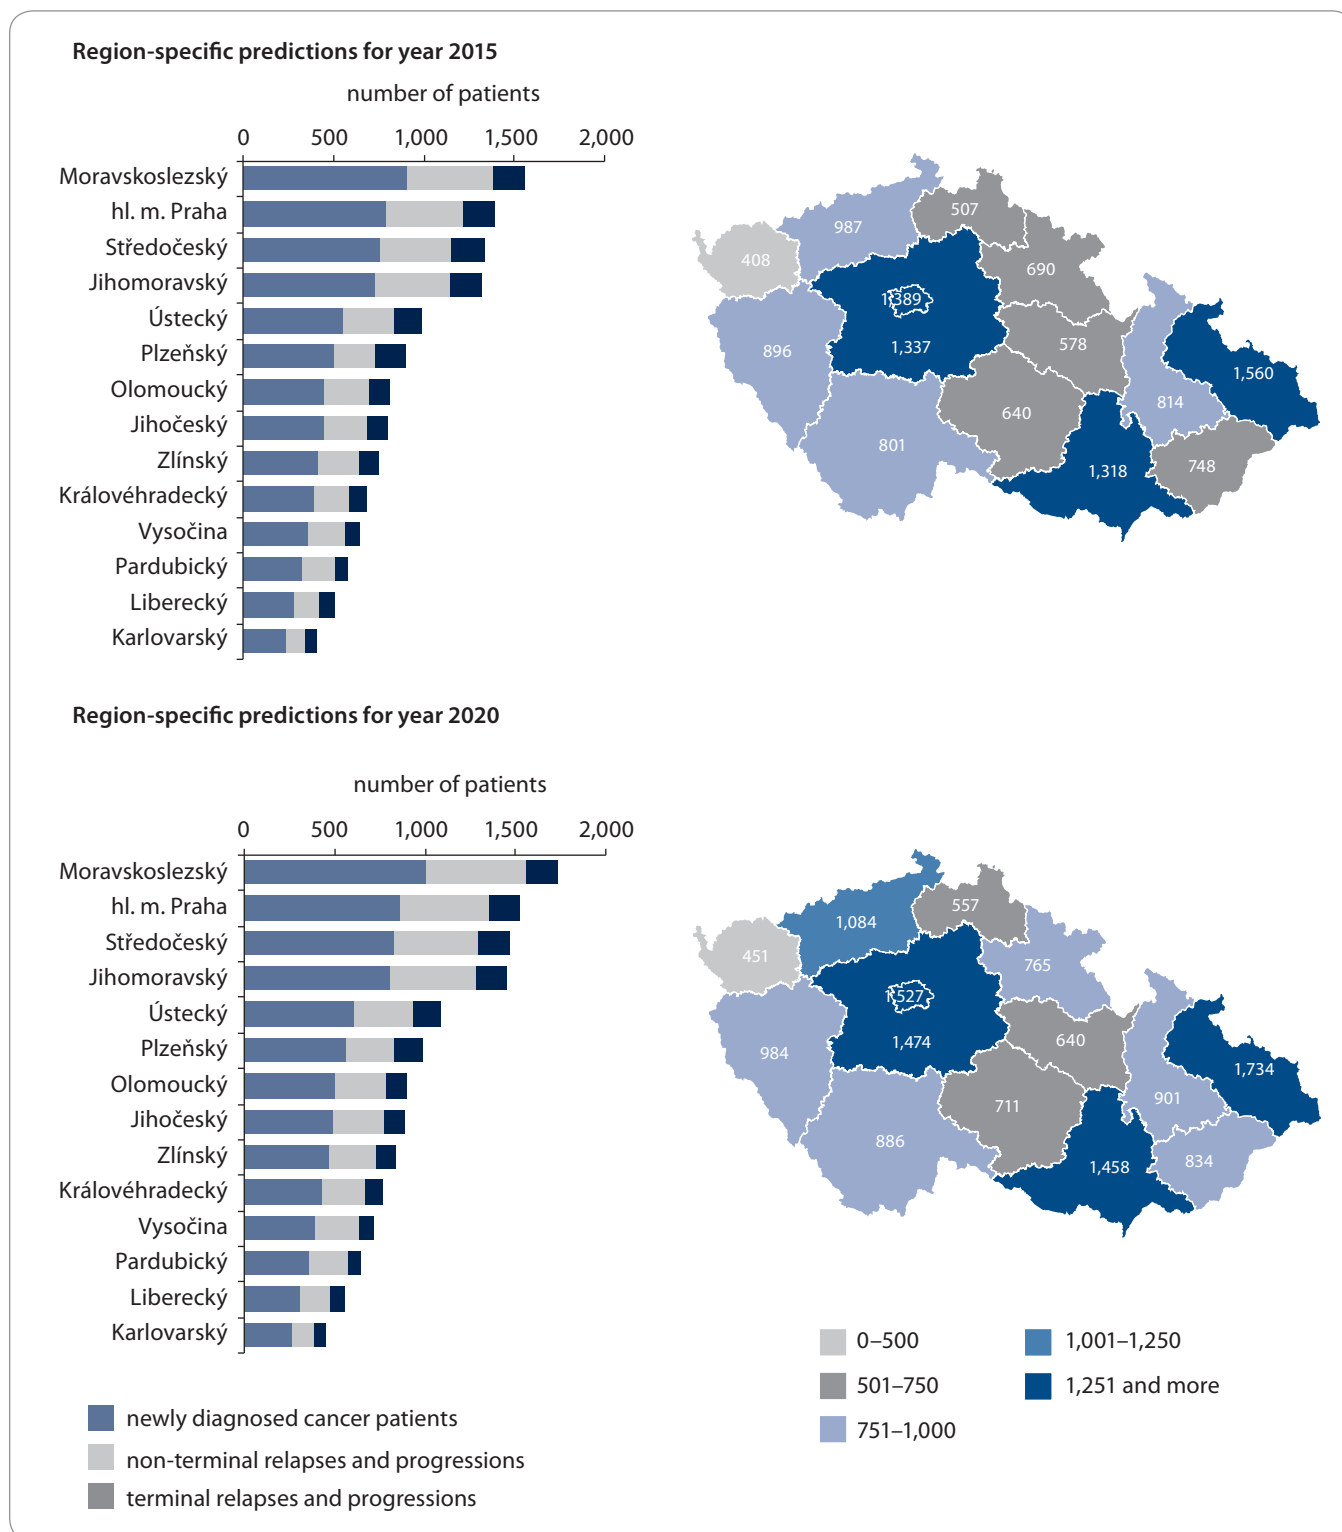 Region-specific predictions for year 2015
number of patients
0 500 1,000 1,500 2,000
Moravskoslezský
hl. m. Praha
Středočeský
Jihomoravský
Ústecký
Plzeňský
Olomoucký
Jihočeský
Zlínský
Královéhradecký
Vysočina
Pardubický
Liberecký
Karlovarský
507
987
408
690
1,389
578
896
1,337
1,560
814
640
801
748
1,318
Region-specific predictions for year 2020
number of patients
0 500 1,000 1,500 2,000
Moravskoslezský
hl. m. Praha
Středočeský
Jihomoravský
Ústecký
Plzeňský
Olomoucký
Jihočeský
Zlínský
Královéhradecký
Vysočina
Pardubický
Liberecký
Karlovarský
557
1,084
451
765
1,527
640
984
1,474
1,734
901
711
886
834
1,458
0–500
501–750
751–1,000
1,001–1,250
1,251 and more
newly diagnosed cancer patients
non-terminal relapses and progressions
terminal relapses and progressions